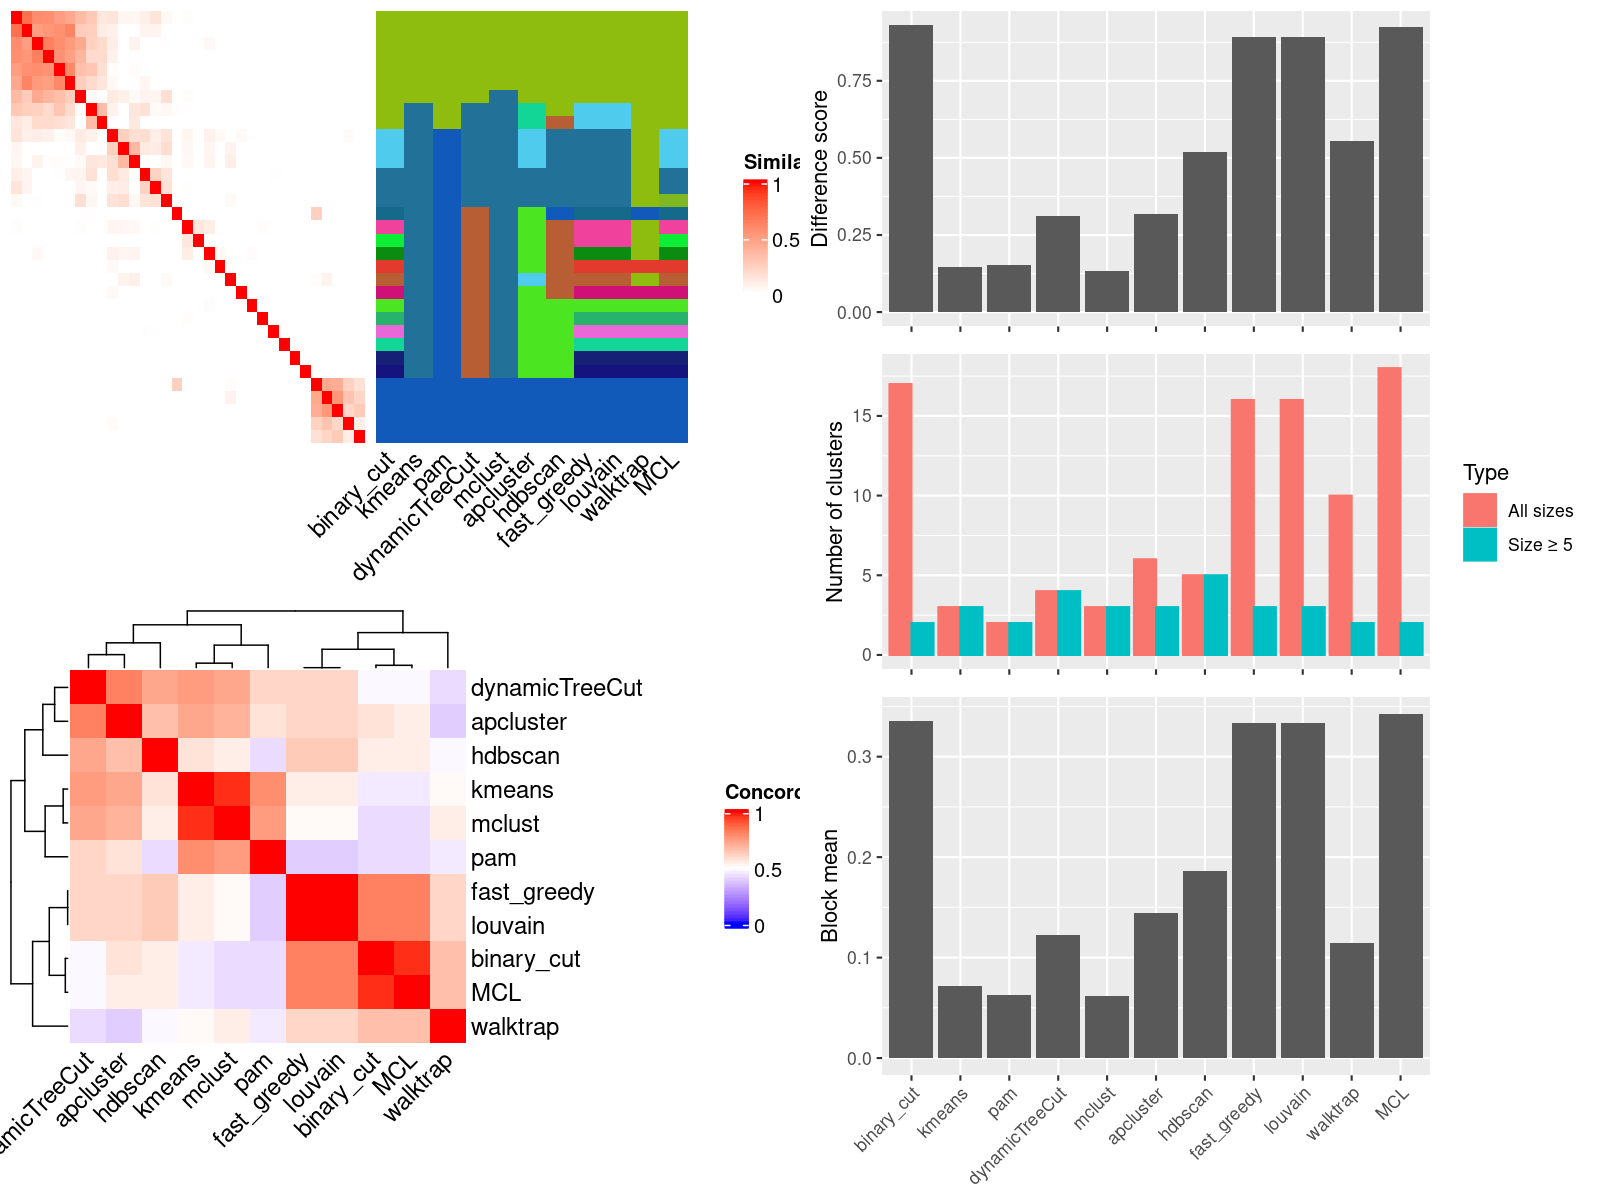 Simila
1
0.5
0
binary_cut
kmeans
pam
dynamicTreeCut
mclust
apcluster
hdbscan
fast_greedy
louvain
walktrap
MCL
Difference score
0.75
0.50
0.25
0.00
Number of clusters
15
10
5
0
Type
All sizes
Size ≥ 5
dynamicTreeCut
apcluster
hdbscan
kmeans
mclust
pam
fast_greedy
louvain
binary_cut
MCL
walktrap
Concord
1
0.5
0
amicTreeCut
apcluster
hdbscan
kmeans
mclust
pam
fast_greedy
louvain
binary_cut
MCL
walktrap
Block mean
0.3
0.2
0.1
0.0
binary_cut
kmeans
pam
dynamicTreeCut
mclust
apcluster
hdbscan
fast_greedy
louvain
walktrap
MCL